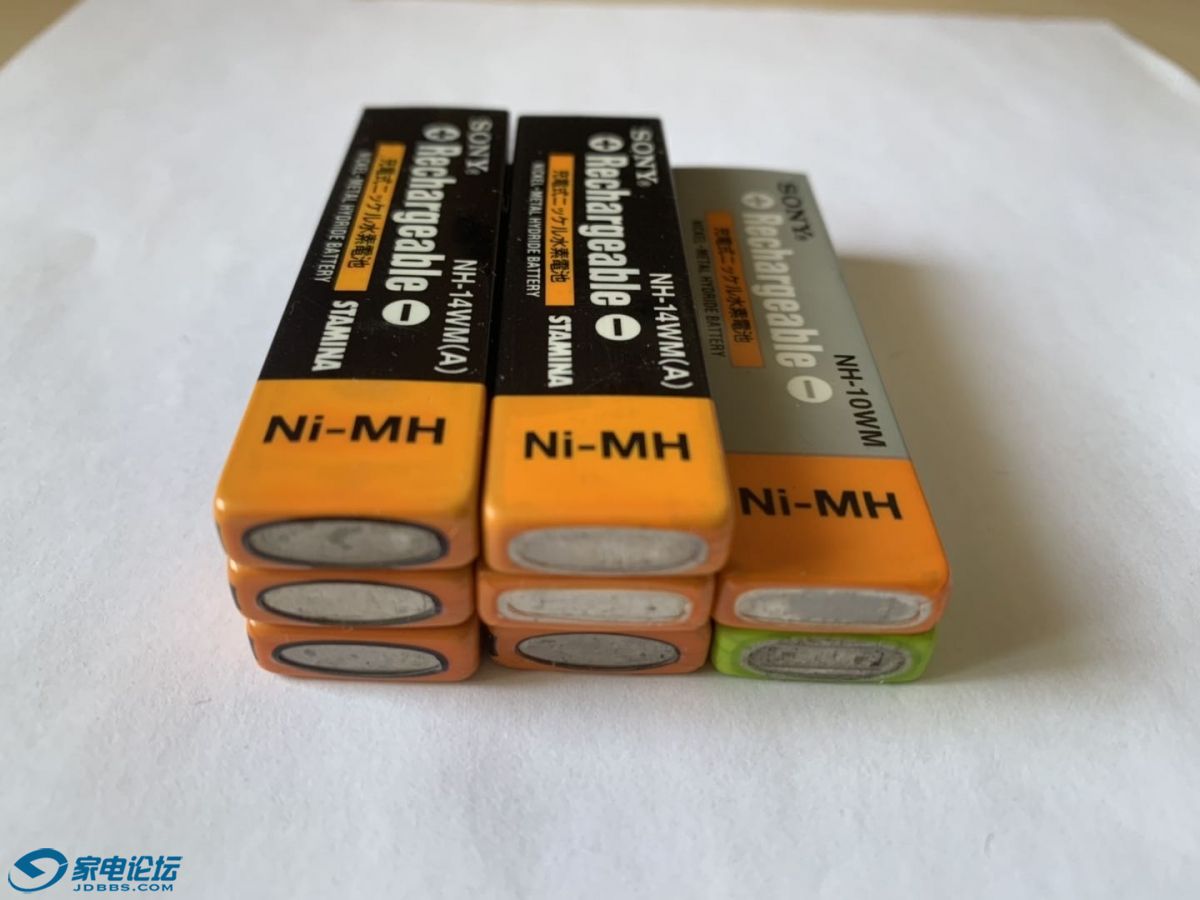 SONY®
Rechargeable
充電式ニッケル水素電池
NICKEL-METAL HYDRIDE BATTERY
NH-14WM(A)
STAMINA
Ni-MH
SONY®
Rechargeable
充電式ニッケル水素電池
NICKEL-METAL HYDRIDE BATTERY
NH-14WM(A)
STAMINA
Ni-MH
SONY®
Rechargeable
充電式ニッケル水素電池
NICKEL-METAL HYDRIDE BATTERY
NH-10WM
Ni-MH
家电论坛
JDBBS.COM